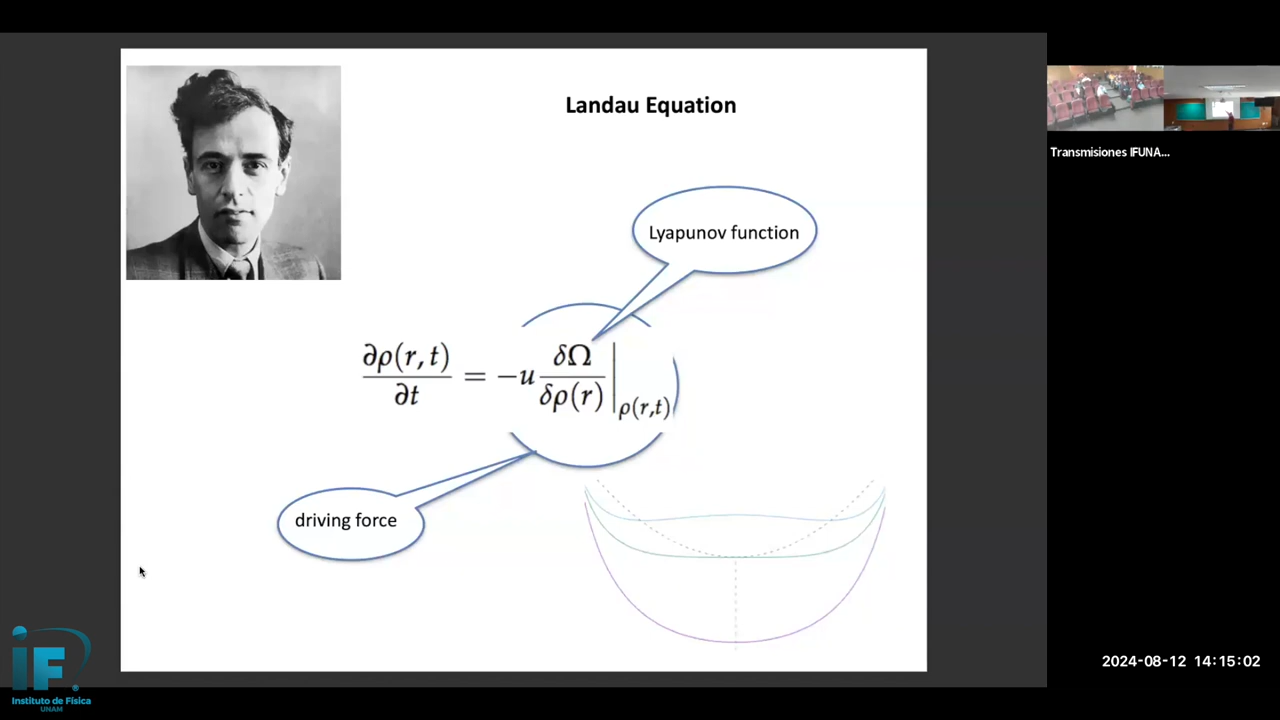 Landau Equation
Transmisiones IFUNA...
Lyapunov function
∂ρ(r,t)/∂t = −u δΩ/δρ(r) |ρ(r,t)
driving force
iF
Instituto de Física
UNAM
2024-08-12 14:15:02